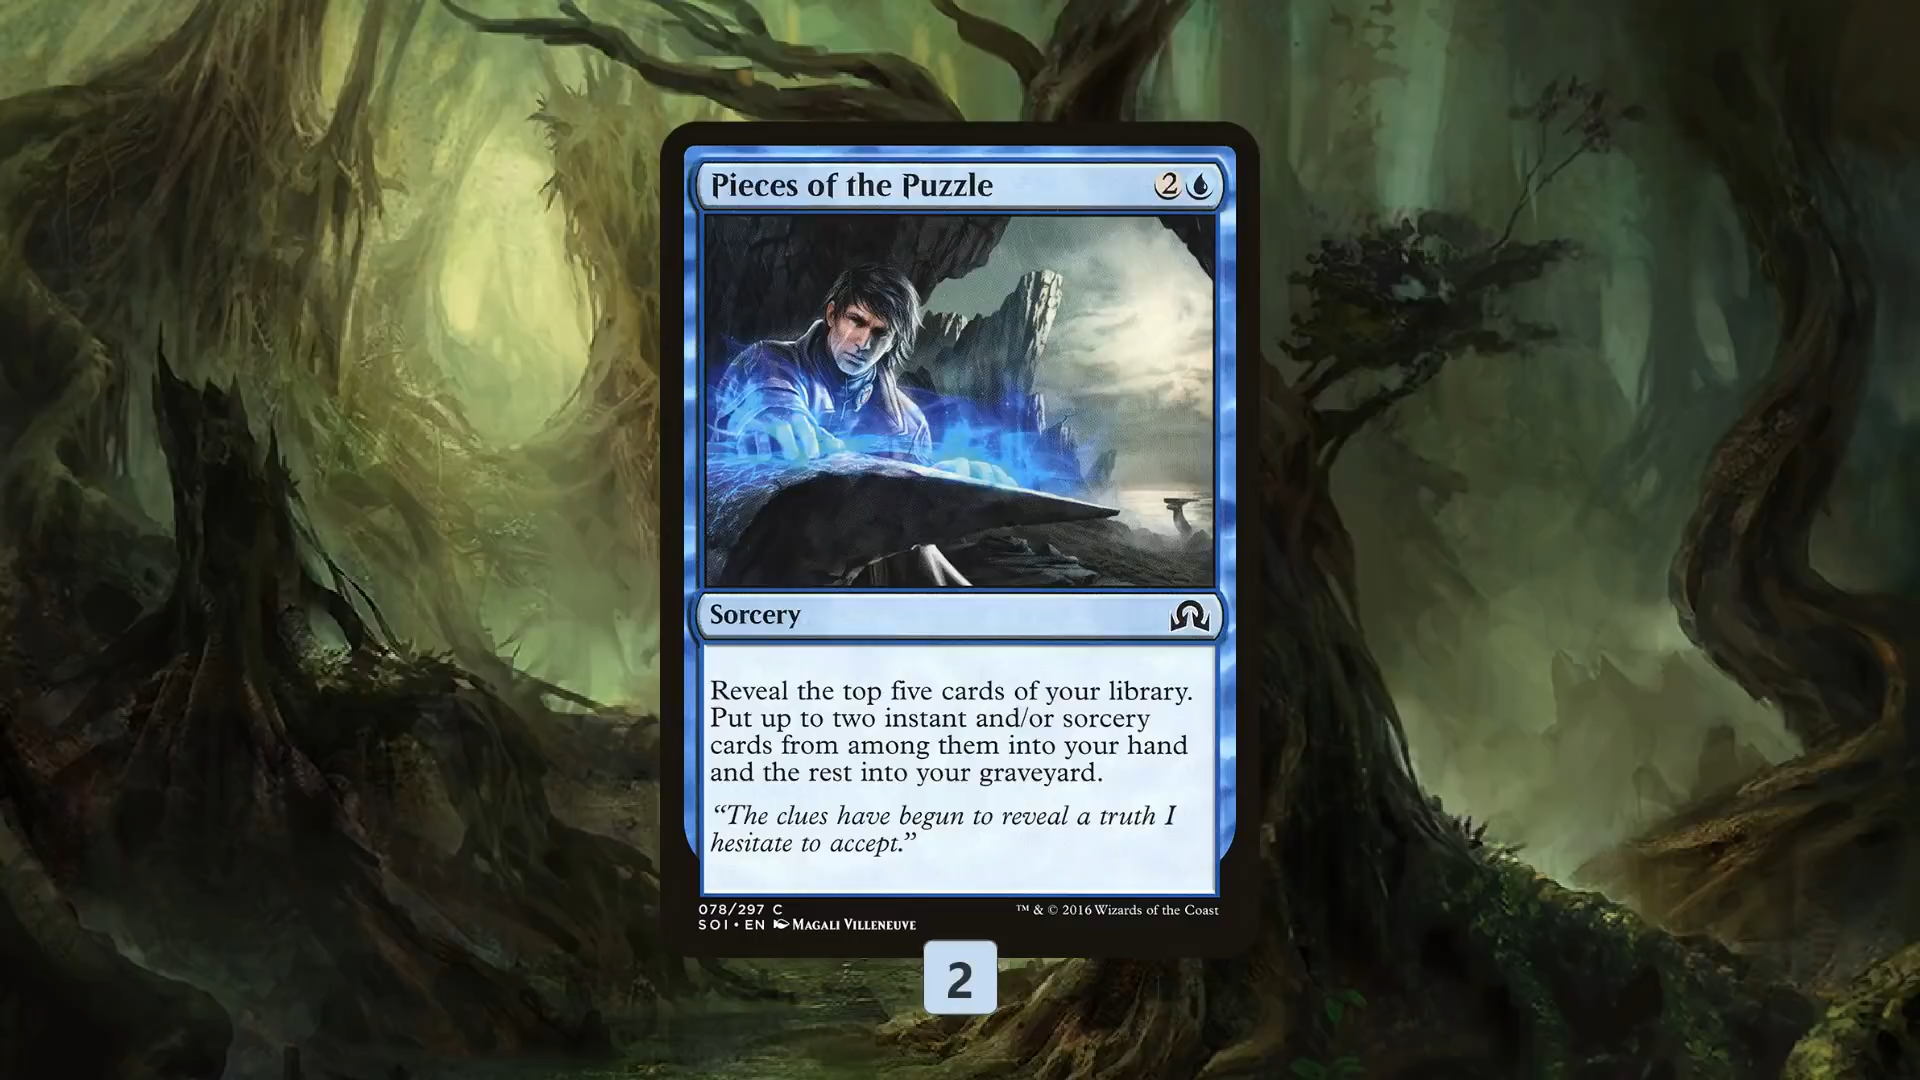 Pieces of the Puzzle 2
Sorcery
Reveal the top five cards of your library.
Put up to two instant and/or sorcery
cards from among them into your hand
and the rest into your graveyard.
“The clues have begun to reveal a truth I
hesitate to accept.”
078/297 C
SOI • EN MAGALI VILLENEUVE
™ & © 2016 Wizards of the Coast
2